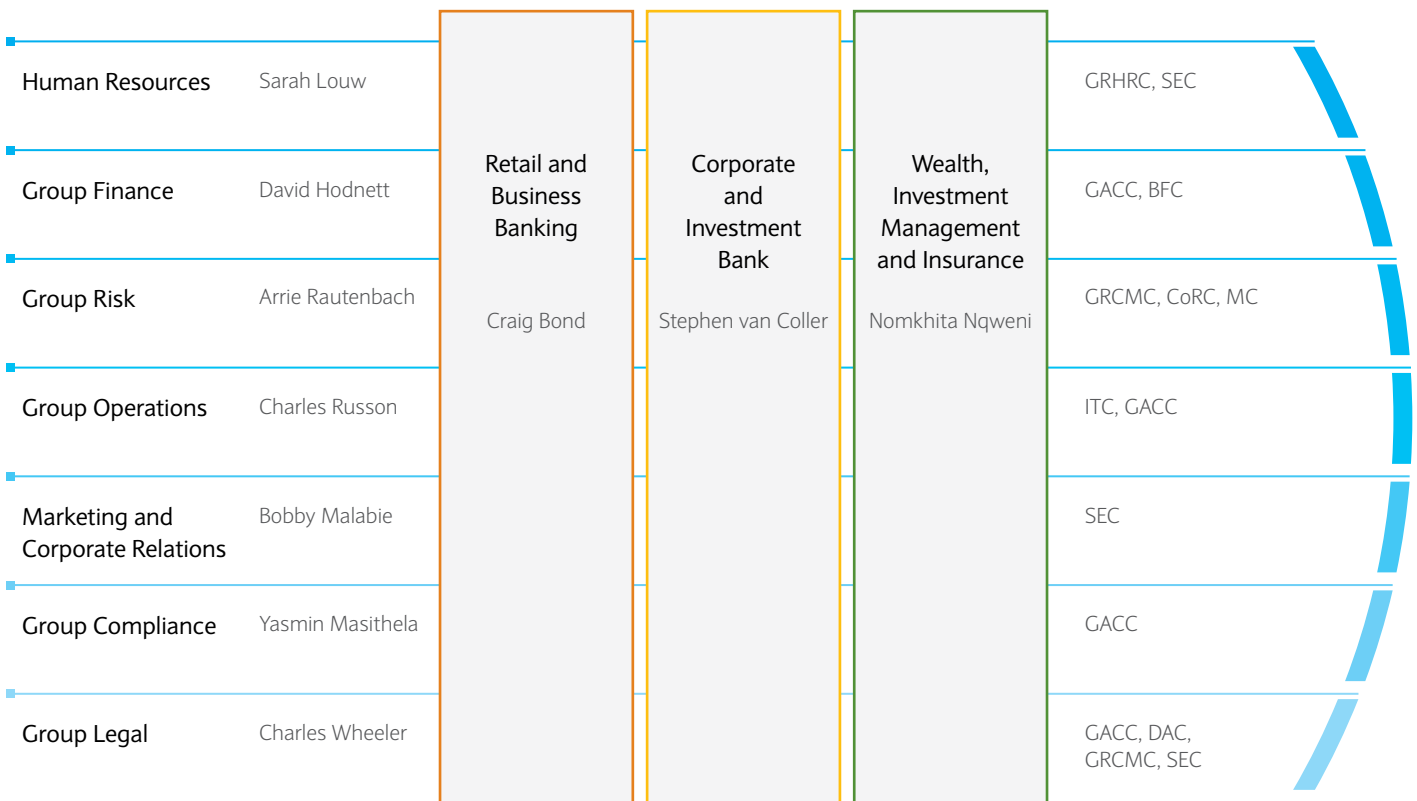 Human Resources
Sarah Louw
GRHRC, SEC
Group Finance
David Hodnett
GACC, BFC
Group Risk
Arrie Rautenbach
GRCMC, CoRC, MC
Group Operations
Charles Russon
ITC, GACC
Marketing and
Corporate Relations
Bobby Malabie
SEC
Group Compliance
Yasmin Masithela
GACC
Group Legal
Charles Wheeler
GACC, DAC,
GRCMC, SEC
Retail and
Business
Banking
Craig Bond
Corporate
and
Investment
Bank
Stephen van Coller
Wealth,
Investment
Management
and Insurance
Nomkhita Nqweni